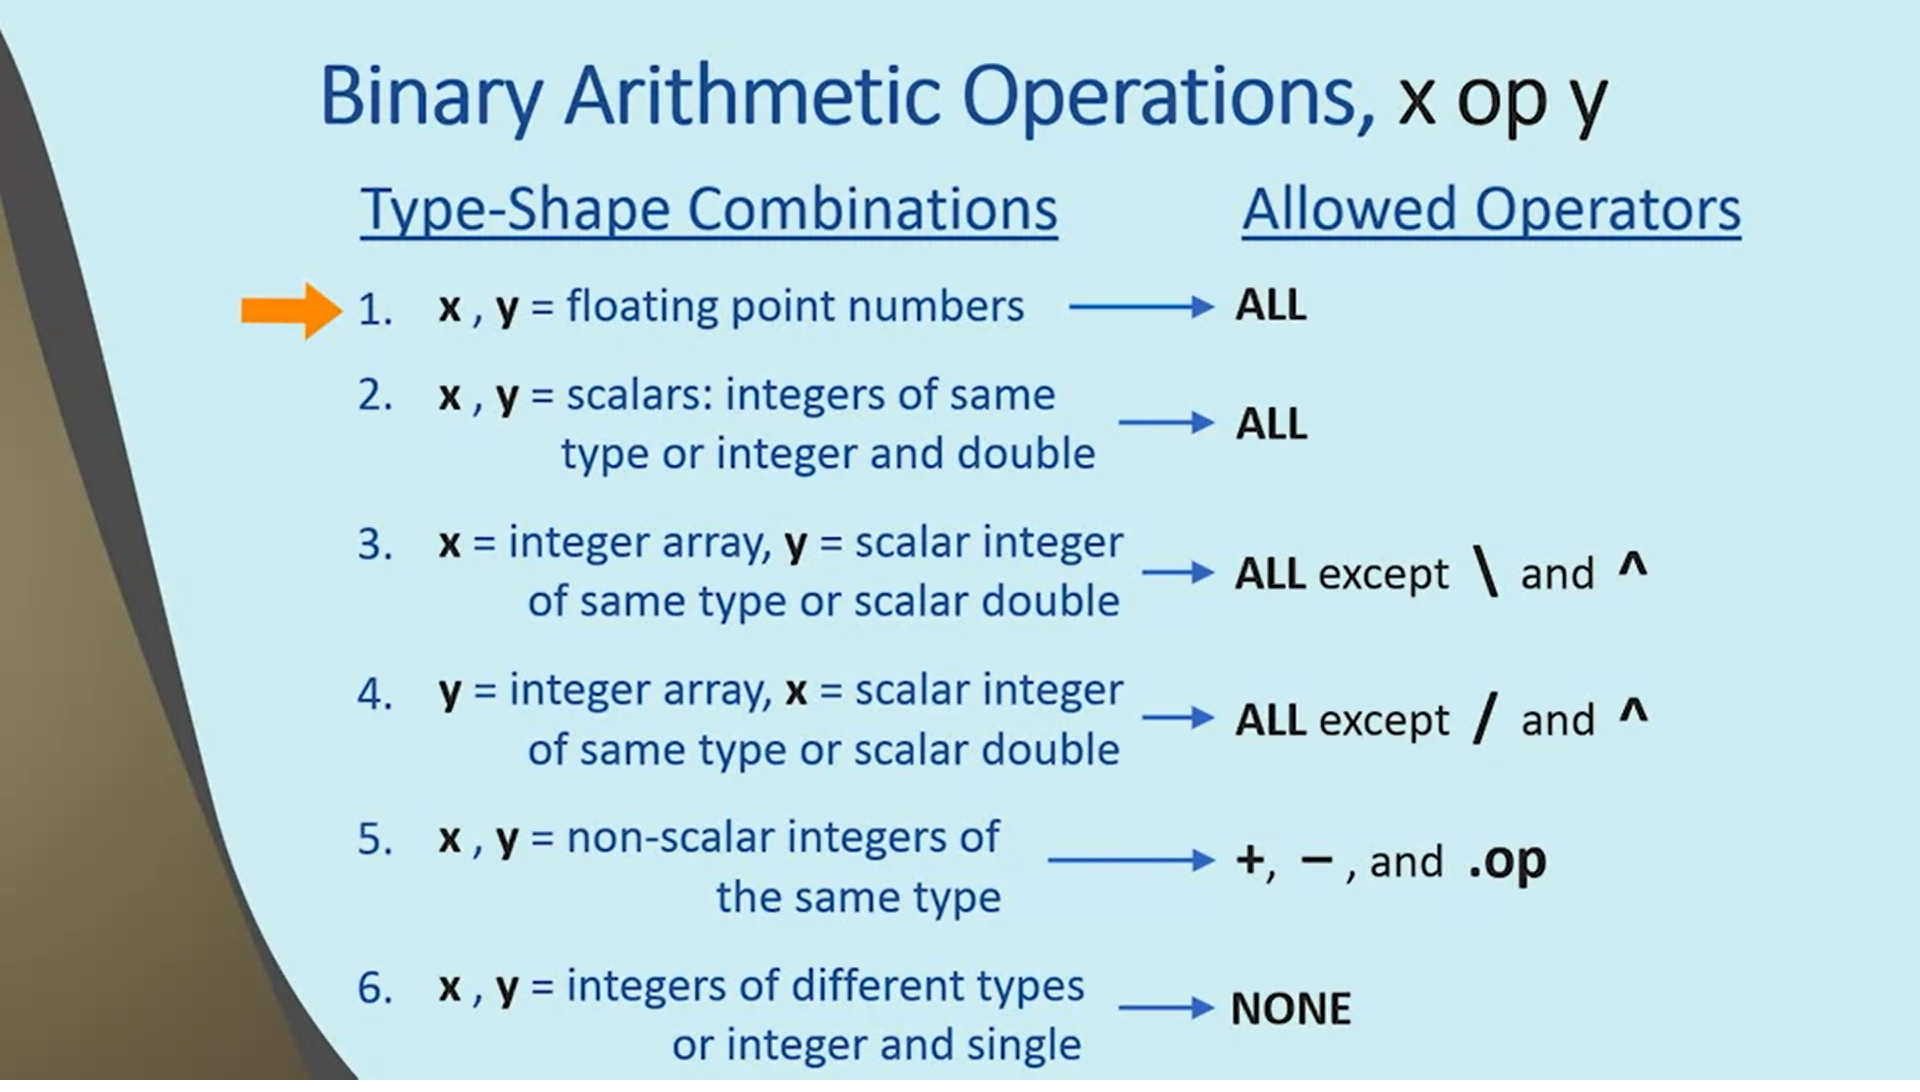 Binary Arithmetic Operations, x op y
Type-Shape Combinations
Allowed Operators
1. x , y = floating point numbers
ALL
2. x , y = scalars: integers of same
type or integer and double
ALL
3. x = integer array, y = scalar integer
of same type or scalar double
ALL except \ and ^
4. y = integer array, x = scalar integer
of same type or scalar double
ALL except / and ^
5. x , y = non-scalar integers of
the same type
+, − , and .op
6. x , y = integers of different types
or integer and single
NONE